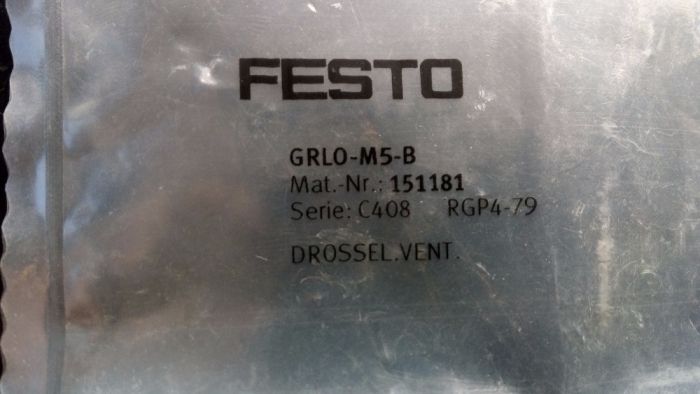 FESTO
GRLO-M5-B
Mat.-Nr.: 151181
Serie: C408 RGP4-79
DROSSEL.VENT.